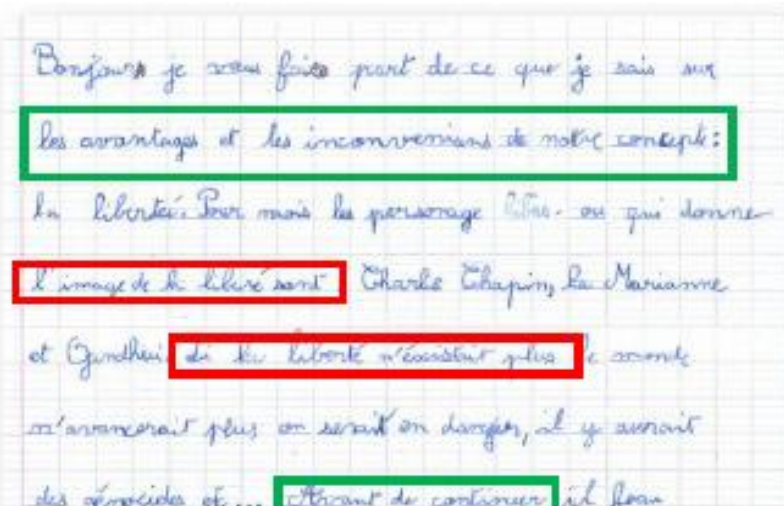 Bonjour je vous fais part de ce que je sais sur
les avantages et les inconvenians de notre concept:
la liberté. Pour mois les personage libre. ou qui donne
l'image de la libiré sont Charle Chapin, la Marianne
et Gandhi si la liberté n'éxistait plus le monde
n'avancerait plus on serait en danger, il y aurait
des génocides et... Avant de continuer il feau